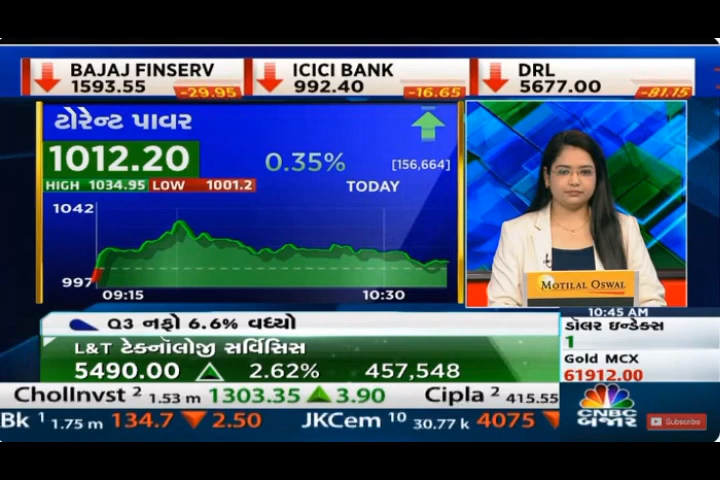 BAJAJ FINSERV
1593.55 -29.95
ICICI BANK
992.40 -16.65
DRL
5677.00 -81.15
ટોરેન્ટ પાવર
1012.20 0.35% [156,664]
HIGH 1034.95 LOW 1001.2 TODAY
1042
997
09:15 10:30
MOTILAL OSWAL
Q3 નફો 6.6% વધ્યો
L&T ટેક્નૉલોજી સર્વિસિસ
5490.00 2.62% 457,548
10:45 AM
ડોલર ઇન્ડેક્સ
1
Gold MCX
61912.00
CholInvst 2 1.53 m 1303.35 3.90 Cipla 2 415.55
Bk 1 1.75 m 134.7 2.50 JKCem 10 30.77 k 4075
CNBC
બજાર
Subscribe